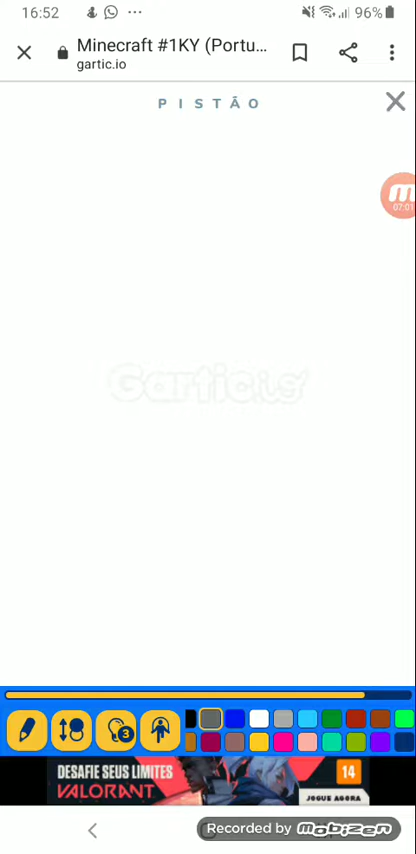 16:52 ... 96%
Minecraft #1KY (Portu...
gartic.io
PISTÃO
07:01
Gartic.io
3
DESAFIE SEUS LIMITES
VALORANT
14
JOGUE AGORA
Recorded by mobizen